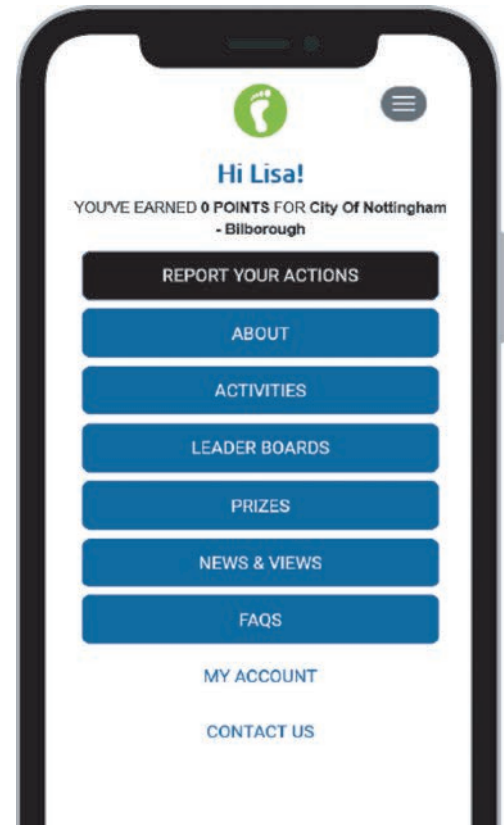 Hi Lisa!
YOU'VE EARNED 0 POINTS FOR City Of Nottingham
- Bilborough
REPORT YOUR ACTIONS
ABOUT
ACTIVITIES
LEADER BOARDS
PRIZES
NEWS & VIEWS
FAQS
MY ACCOUNT
CONTACT US